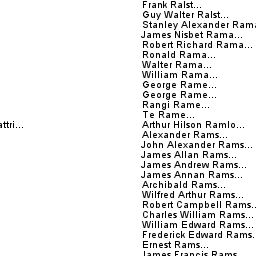 Frank Ralst...
Guy Walter Ralst...
Stanley Alexander Rama
James Nisbet Rama...
Robert Richard Rama...
Ronald Rama...
Walter Rama...
William Rama...
George Rame...
George Rame...
Rangi Rame...
Te Rame...
attri... Arthur Hilson Ramlo...
Alexander Rams...
John Alexander Rams...
James Allan Rams...
James Andrew Rams...
James Annan Rams...
Archibald Rams...
Wilfred Arthur Rams...
Robert Campbell Rams..
Charles William Rams...
William Edward Rams...
Frederick Edward Rams.
Ernest Rams...
James Francis Rams